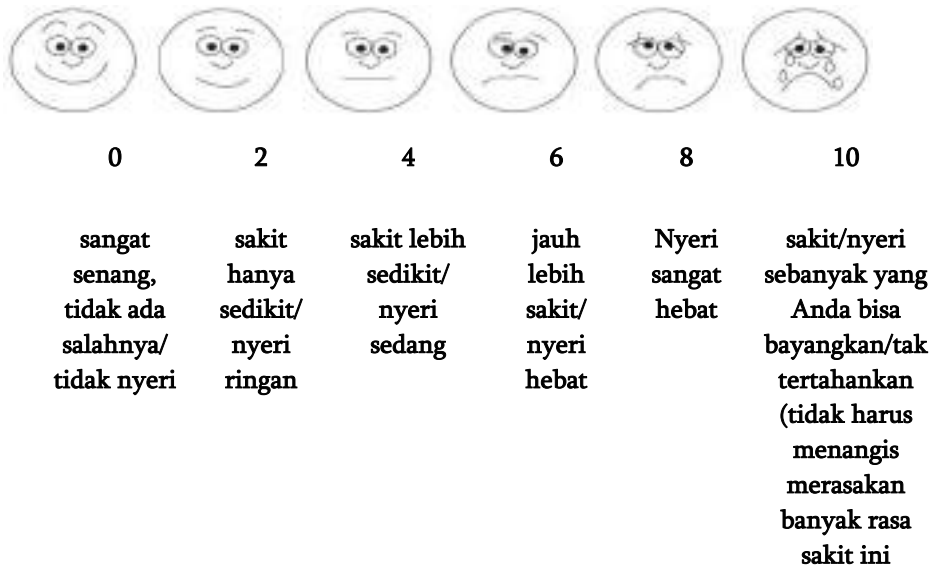 0 2 4 6 8 10
sangat
senang,
tidak ada
salahnya/
tidak nyeri
sakit
hanya
sedikit/
nyeri
ringan
sakit lebih
sedikit/
nyeri
sedang
jauh
lebih
sakit/
nyeri
hebat
Nyeri
sangat
hebat
sakit/nyeri
sebanyak yang
Anda bisa
bayangkan/tak
tertahankan
(tidak harus
menangis
merasakan
banyak rasa
sakit ini